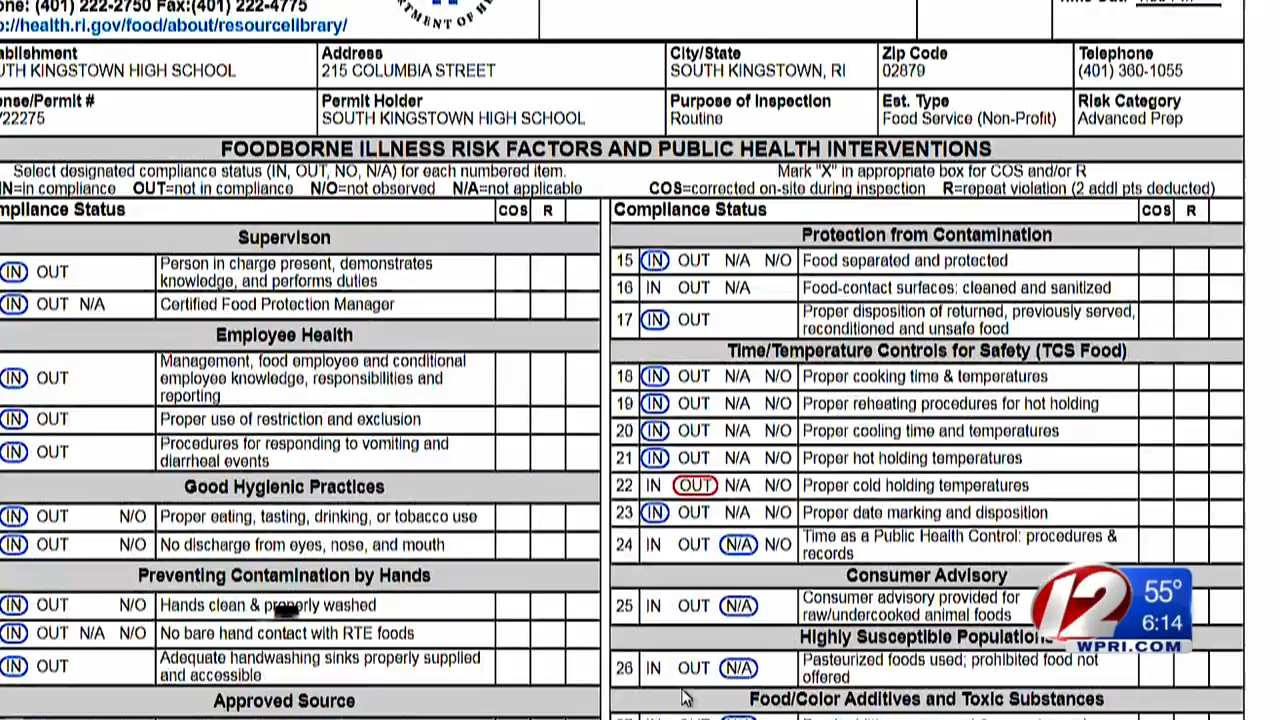 one: (401) 222-2750 Fax:(401) 222-4775
p://health.ri.gov/food/about/resourcelibrary/
ablishment Address City/State Zip Code Telephone
UTH KINGSTOWN HIGH SCHOOL 215 COLUMBIA STREET SOUTH KINGSTOWN, RI 02879 (401) 360-1055
ense/Permit # Permit Holder Purpose of Inspection Est. Type Risk Category
/22275 SOUTH KINGSTOWN HIGH SCHOOL Routine Food Service (Non-Profit) Advanced Prep
FOODBORNE ILLNESS RISK FACTORS AND PUBLIC HEALTH INTERVENTIONS
Select designated compliance status (IN, OUT, NO, N/A) for each numbered item. Mark "X" in appropriate box for COS and/or R
IN=in compliance OUT=not in compliance N/O=not observed N/A=not applicable COS=corrected on-site during inspection R=repeat violation (2 addl pts deducted)
mpliance Status COS R
Supervison
IN OUT Person in charge present, demonstrates
knowledge, and performs duties
IN OUT N/A Certified Food Protection Manager
Employee Health
IN OUT Management, food employee and conditional
employee knowledge, responsibilities and
reporting
IN OUT Proper use of restriction and exclusion
IN OUT Procedures for responding to vomiting and
diarrheal events
Good Hygienic Practices
IN OUT N/O Proper eating, tasting, drinking, or tobacco use
IN OUT N/O No discharge from eyes, nose, and mouth
Preventing Contamination by Hands
IN OUT N/O Hands clean & properly washed
IN OUT N/A N/O No bare hand contact with RTE foods
IN OUT Adequate handwashing sinks properly supplied
and accessible
Approved Source
Compliance Status COS R
Protection from Contamination
15 IN OUT N/A N/O Food separated and protected
16 IN OUT N/A Food-contact surfaces: cleaned and sanitized
17 IN OUT Proper disposition of returned, previously served,
reconditioned and unsafe food
Time/Temperature Controls for Safety (TCS Food)
18 IN OUT N/A N/O Proper cooking time & temperatures
19 IN OUT N/A N/O Proper reheating procedures for hot holding
20 IN OUT N/A N/O Proper cooling time and temperatures
21 IN OUT N/A N/O Proper hot holding temperatures
22 IN OUT N/A N/O Proper cold holding temperatures
23 IN OUT N/A N/O Proper date marking and disposition
24 IN OUT N/A N/O Time as a Public Health Control: procedures &
records
Consumer Advisory
25 IN OUT N/A Consumer advisory provided for
raw/undercooked animal foods
Highly Susceptible Populations
26 IN OUT N/A Pasteurized foods used; prohibited food not
offered
Food/Color Additives and Toxic Substances
12 55°
6:14
WPRI.COM